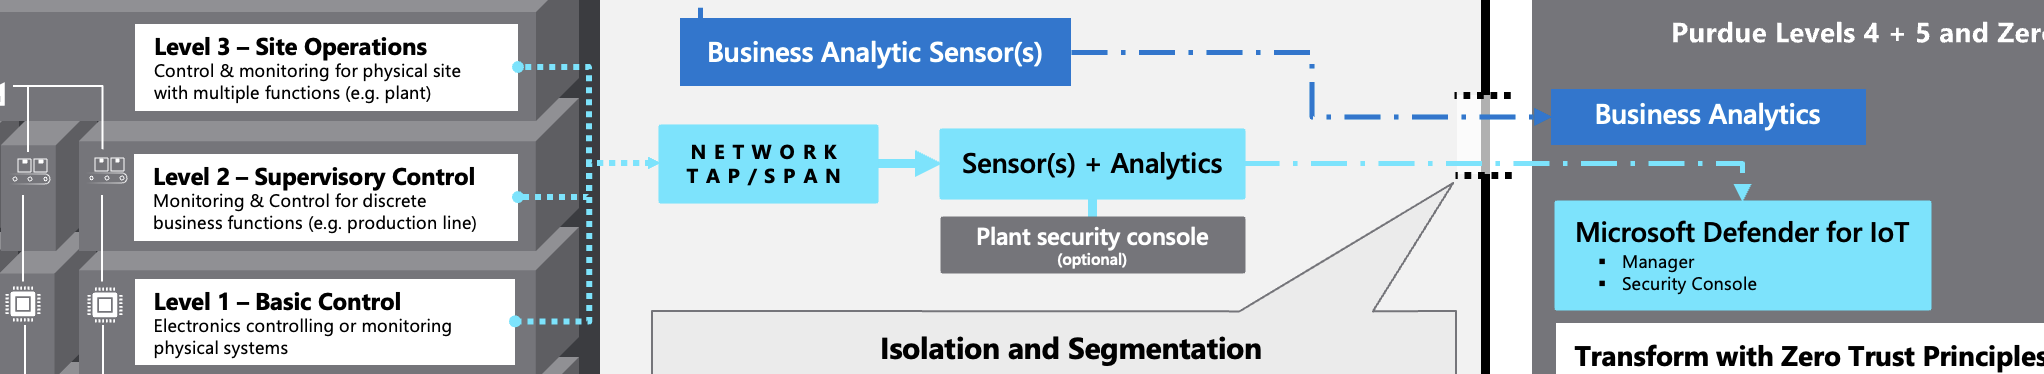 Level 3 – Site Operations
Control & monitoring for physical site
with multiple functions (e.g. plant)
Level 2 – Supervisory Control
Monitoring & Control for discrete
business functions (e.g. production line)
Level 1 – Basic Control
Electronics controlling or monitoring
physical systems
Business Analytic Sensor(s)
NETWORK
TAP/SPAN
Sensor(s) + Analytics
Plant security console
(optional)
Isolation and Segmentation
Purdue Levels 4 + 5 and Zer
Business Analytics
Microsoft Defender for IoT
▪ Manager
▪ Security Console
Transform with Zero Trust Principles